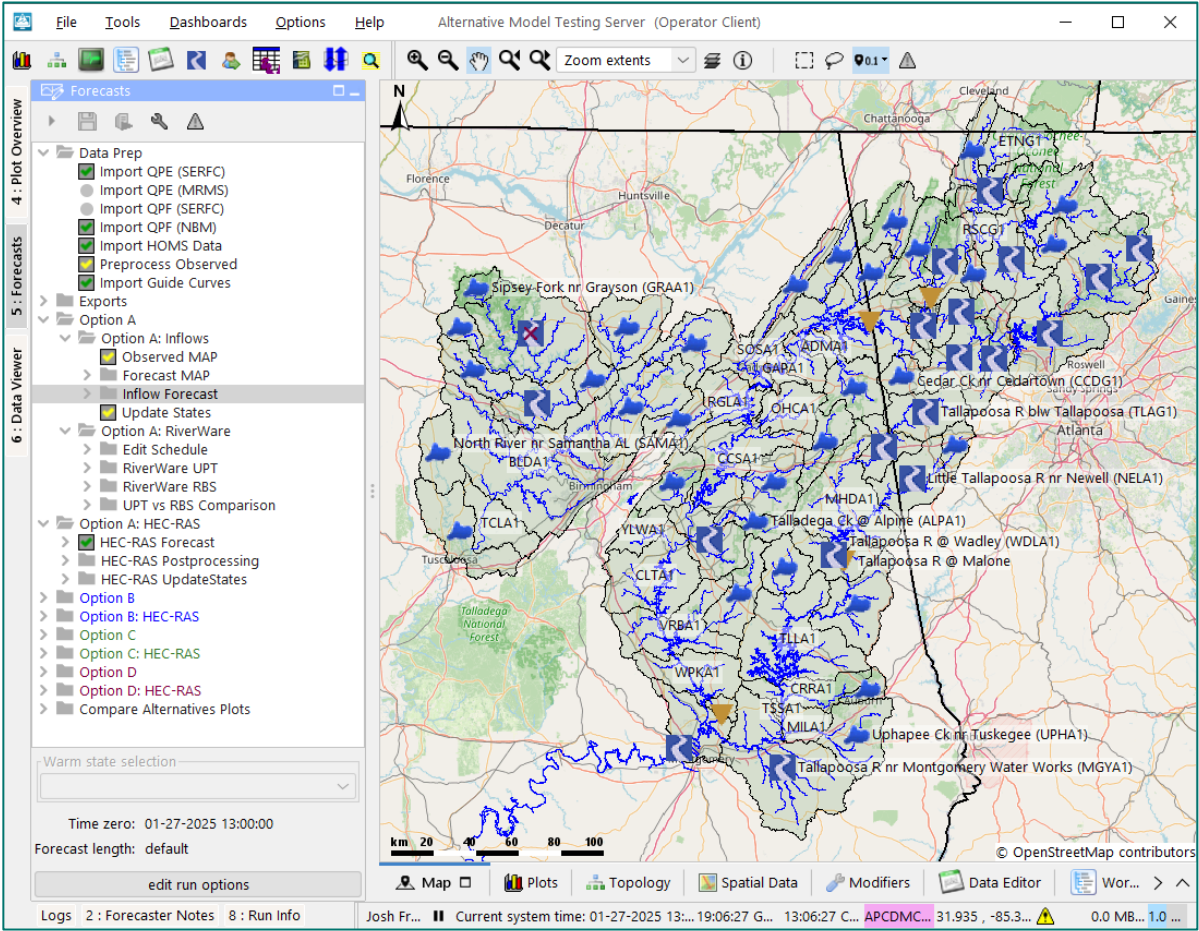 File Tools Dashboards Options Help Alternative Model Testing Server (Operator Client)
Zoom extents
0.1
4 : Plot Overview
5 : Forecasts
6 : Data Viewer
Forecasts
Data Prep
Import QPE (SERFC)
Import QPE (MRMS)
Import QPF (SERFC)
Import QPF (NBM)
Import HOMS Data
Preprocess Observed
Import Guide Curves
Exports
Option A
Option A: Inflows
Observed MAP
Forecast MAP
Inflow Forecast
Update States
Option A: RiverWare
Edit Schedule
RiverWare UPT
RiverWare RBS
UPT vs RBS Comparison
Option A: HEC-RAS
HEC-RAS Forecast
HEC-RAS Postprocessing
HEC-RAS UpdateStates
Option B
Option B: HEC-RAS
Option C
Option C: HEC-RAS
Option D
Option D: HEC-RAS
Compare Alternatives Plots
Warm state selection
Time zero: 01-27-2025 13:00:00
Forecast length: default
edit run options
N
Cleveland
Chattanooga
ETNG1
Florence
Huntsville
Decatur
RSCG1
Sipsey Fork nr Grayson (GRAA1)
Gaines
SOSA1
ADMA1
GAPA1
Roswell
Sandy Springs
Cedar Ck nr Cedartown (CCDG1)
RGLA1
OHCA1
Tallapoosa R blw Tallapoosa (TLAG1)
Atlanta
North River nr Samantha AL (SAMA1)
BLDA1
CCSA1
Little Tallapoosa R nr Newell (NELA1)
Birmingham
MHDA1
TCLA1
Talladega Ck @ Alpine (ALPA1)
YLWA1
Tallapoosa R @ Wadley (WDLA1)
Tuscaloosa
Tallapoosa R @ Malone
CLTA1
Talladega
National
Forest
VRBA1
TLLA1
WPKA1
CRRA1
Auburn
TSSA1
MILA1
Uphapee Ck nr Tuskegee (UPHA1)
Tallapoosa R nr Montgomery Water Works (MGYA1)
km 20 40 60 80 100
© OpenStreetMap contributors
Map Plots Topology Spatial Data Modifiers Data Editor Wor...
Logs 2 : Forecaster Notes 8 : Run Info Josh Fr... Current system time: 01-27-2025 13:... 19:06:27 G... 13:06:27 C... APCDMC... 31.935 , -85.3... 0.0 MB... 1.0 ...